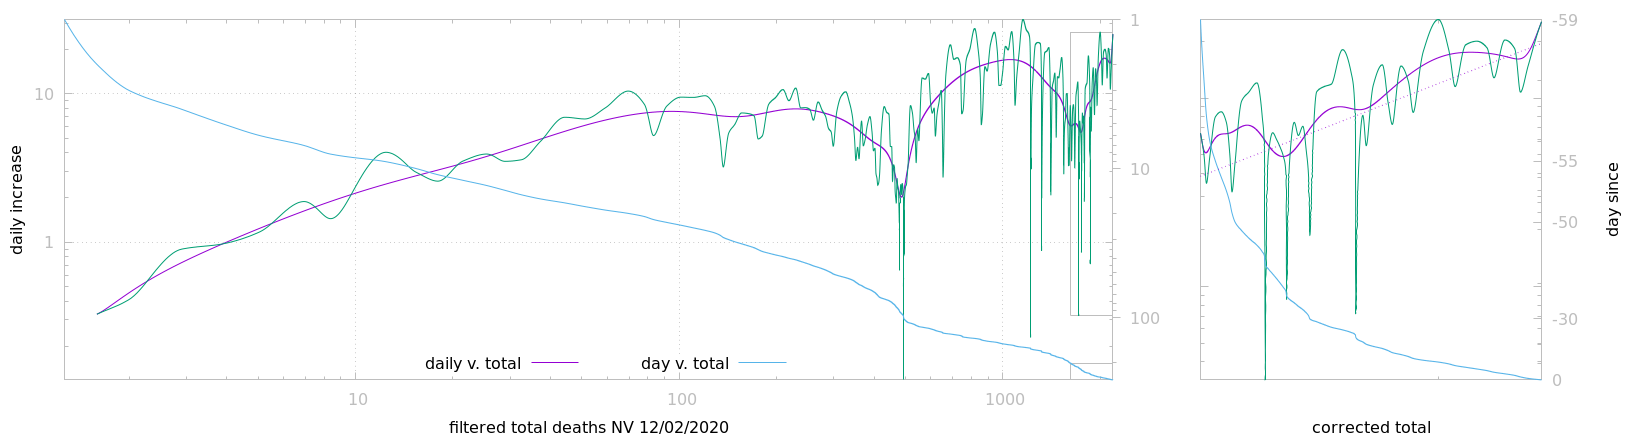 daily increase
10
1
1
10
100
daily v. total
day v. total
10
100
1000
filtered total deaths NV 12/02/2020
-59
-55
-50
-30
0
day since
corrected total